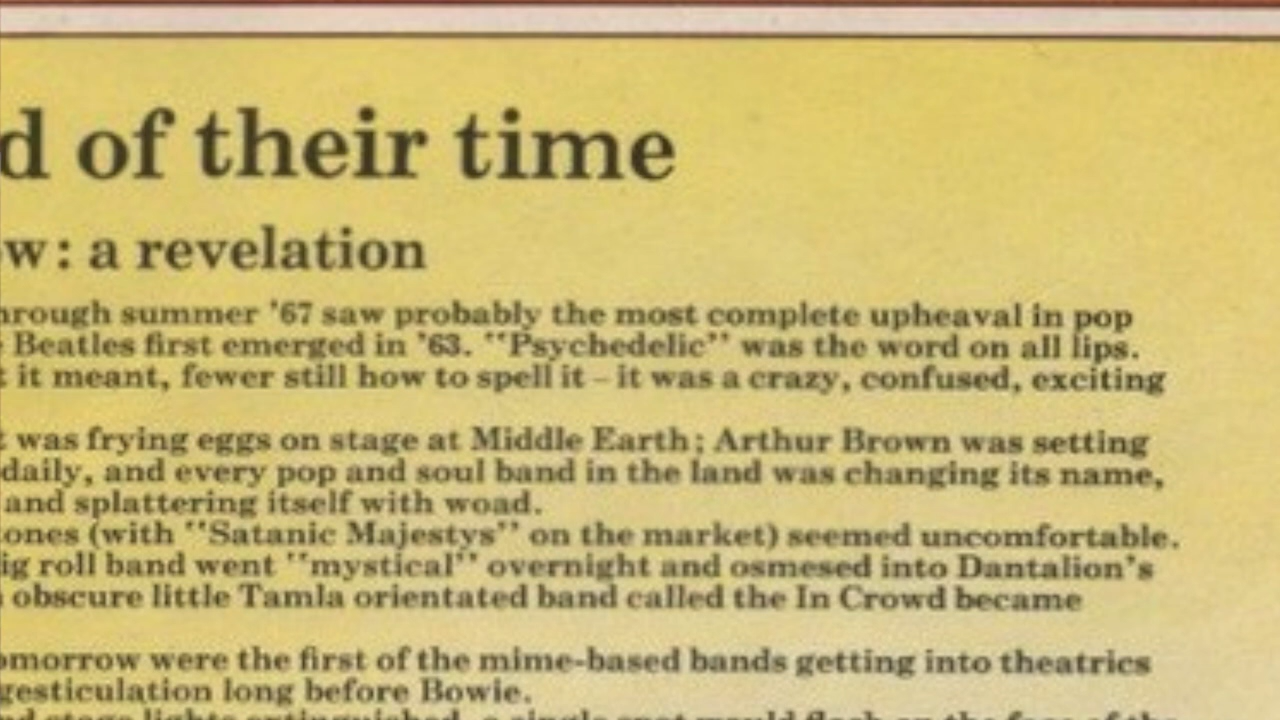 d of their time
ow: a revelation
hrough summer '67 saw probably the most complete upheaval in pop
Beatles first emerged in '63. "Psychedelic" was the word on all lips.
t it meant, fewer still how to spell it – it was a crazy, confused, exciting
t was frying eggs on stage at Middle Earth; Arthur Brown was setting
daily, and every pop and soul band in the land was changing its name,
and splattering itself with woad.
tones (with "Satanic Majestys" on the market) seemed uncomfortable.
ig roll band went "mystical" overnight and osmesed into Dantalion's
obscure little Tamla orientated band called the In Crowd became
omorrow were the first of the mime-based bands getting into theatrics
gesticulation long before Bowie.